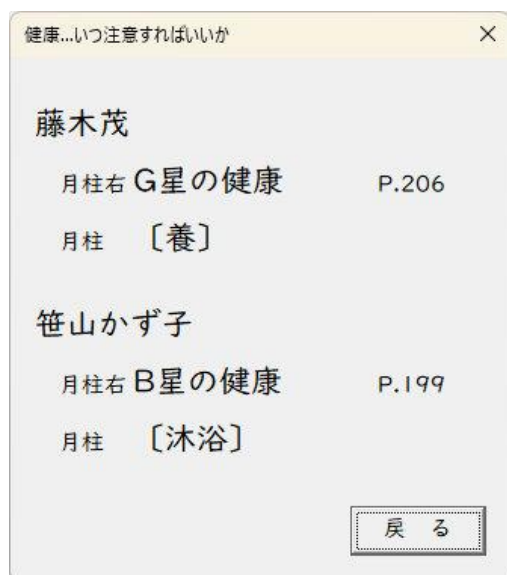 健康...いつ注意すればいいか
藤木茂
月柱右 G星の健康 P.206
月柱 〔養〕
笹山かず子
月柱右 B星の健康 P.199
月柱 〔沐浴〕
戻 る